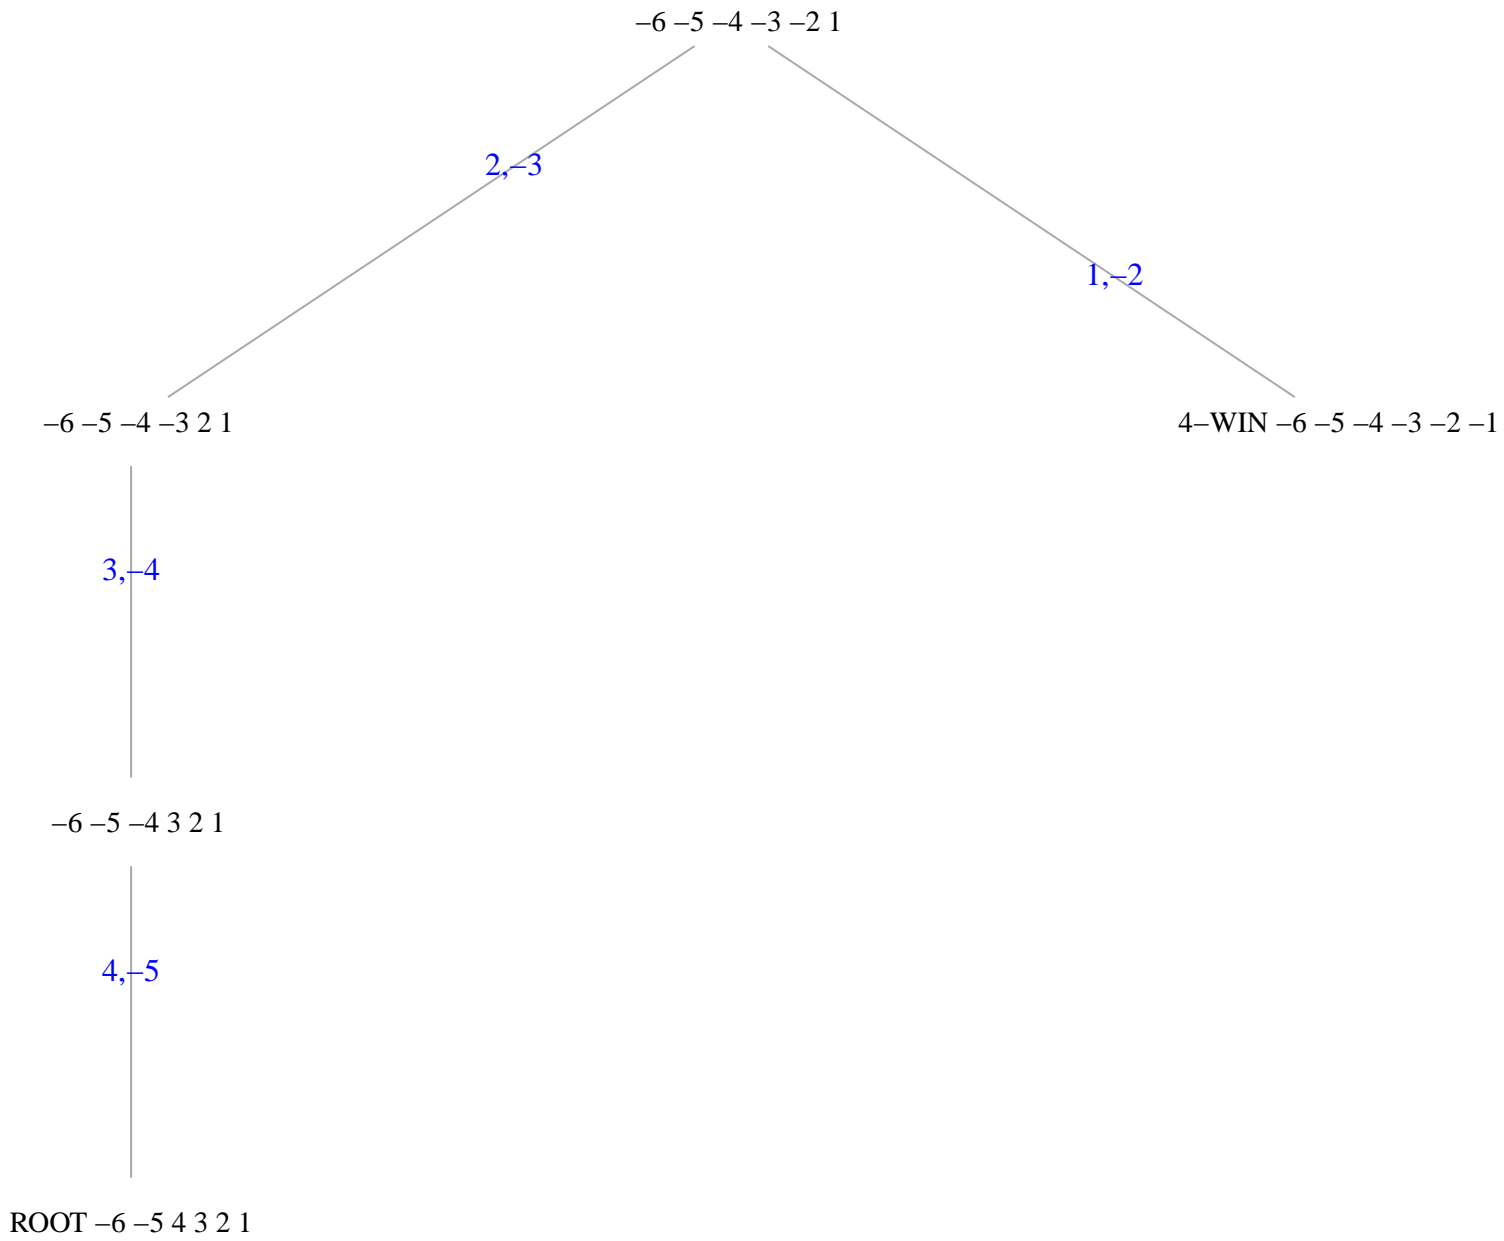 –6 –5 –4 –3 –2 1
2,–3
1,–2
–6 –5 –4 –3 2 1
4–WIN –6 –5 –4 –3 –2 –1
3,–4
–6 –5 –4 3 2 1
4,–5
ROOT –6 –5 4 3 2 1